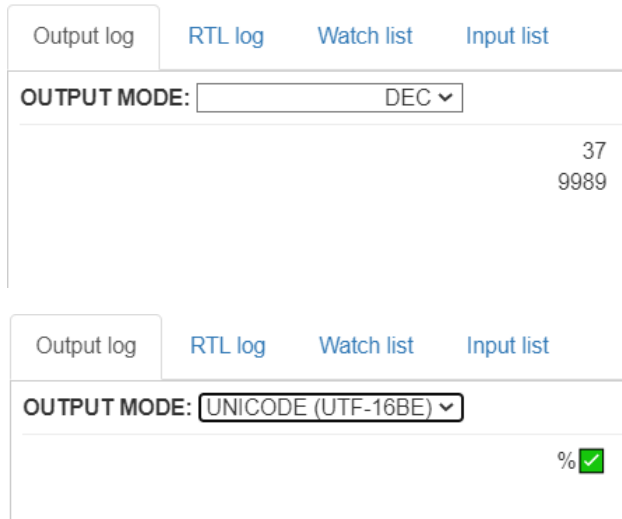 Output log RTL log Watch list Input list
OUTPUT MODE: DEC
37
9989
Output log RTL log Watch list Input list
OUTPUT MODE: UNICODE (UTF-16BE)
%✅